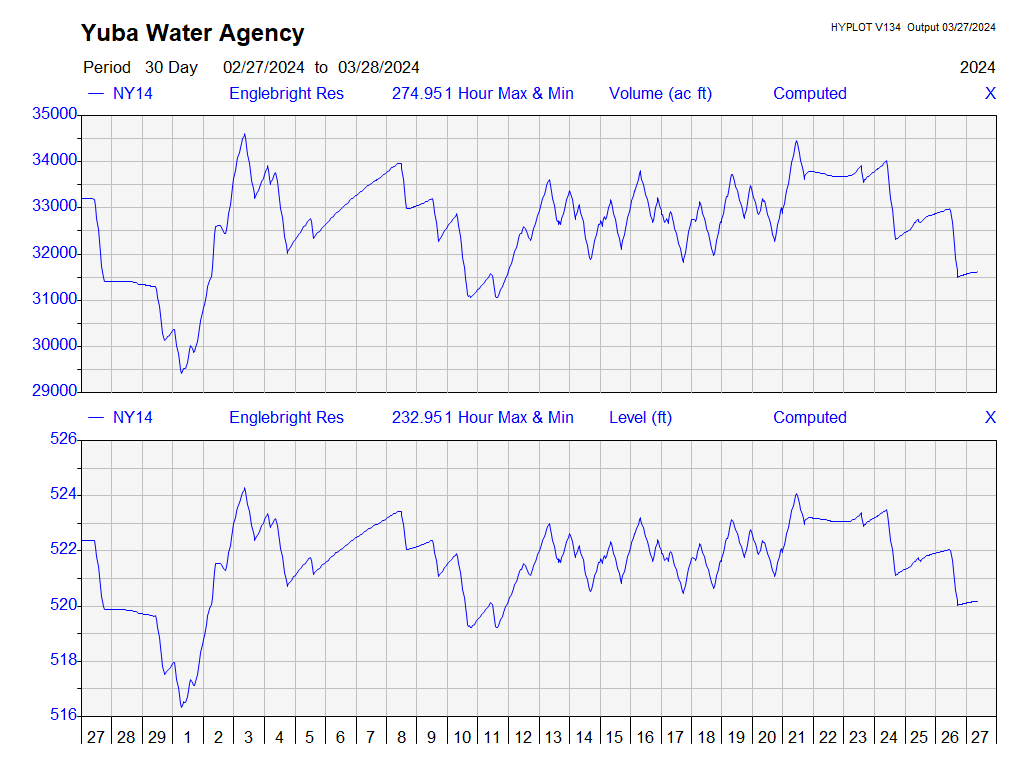 Yuba Water Agency
HYPLOT V134 Output 03/27/2024
Period 30 Day 02/27/2024 to 03/28/2024 2024
NY14 Englebright Res 274.951 Hour Max & Min Volume (ac ft) Computed X
35000
34000
33000
32000
31000
30000
29000
NY14 Englebright Res 232.951 Hour Max & Min Level (ft) Computed X
526
524
522
520
518
516
27 28 29 1 2 3 4 5 6 7 8 9 10 11 12 13 14 15 16 17 18 19 20 21 22 23 24 25 26 27